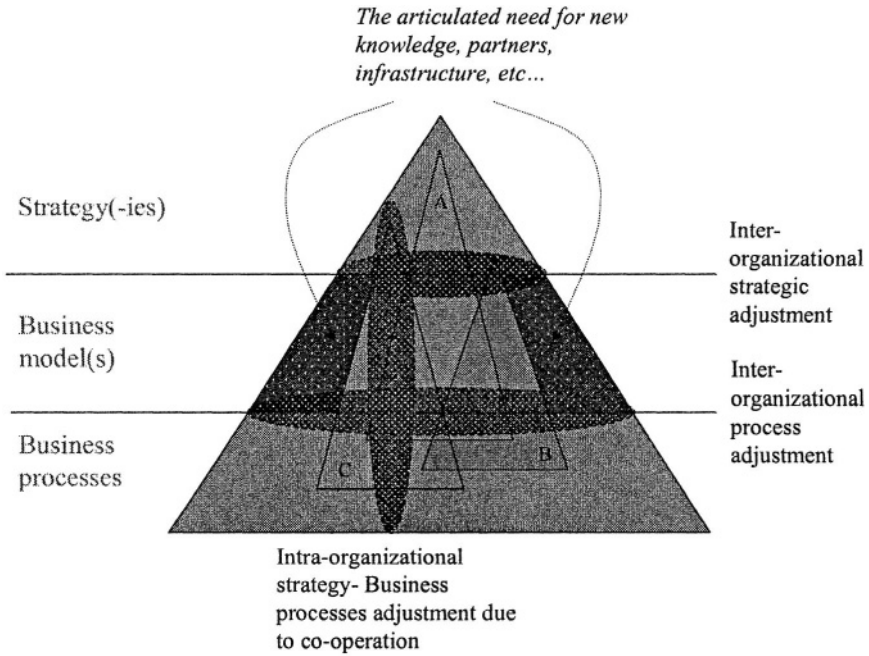 The articulated need for new
knowledge, partners,
infrastructure, etc…
Strategy(-ies)
A
Inter-
organizational
strategic
adjustment
Business
model(s)
Inter-
organizational
process
adjustment
Business
processes
C
B
Intra-organizational
strategy- Business
processes adjustment due
to co-operation